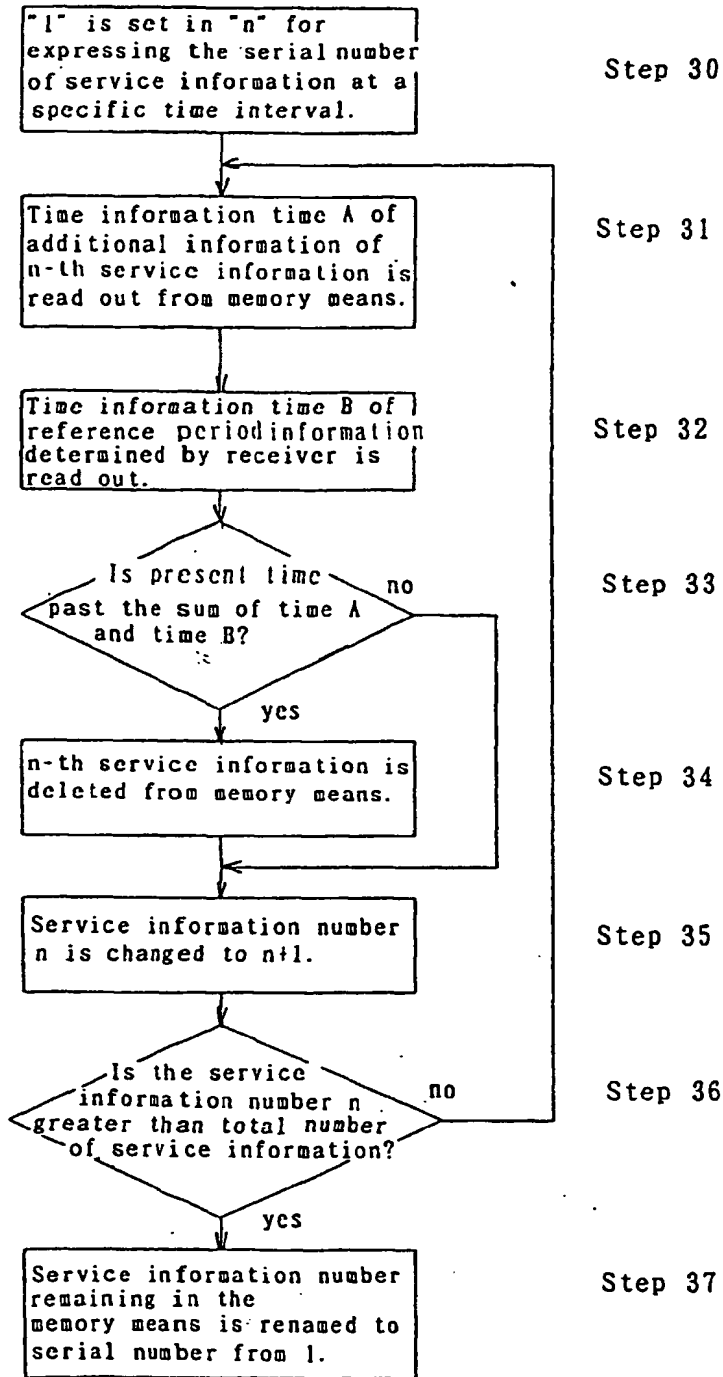 "1" is set in "n" for
expressing the serial number
of service information at a
specific time interval.
Step 30
Time information time A of
additional information of
n-th service information is
read out from memory means.
Step 31
Time information time B of
reference period information
determined by receiver is
read out.
Step 32
Is present time
past the sum of time A
and time B?
no
Step 33
yes
n-th service information is
deleted from memory means.
Step 34
Service information number
n is changed to n+1.
Step 35
Is the service
information number n
greater than total number
of service information?
no
Step 36
yes
Service information number
remaining in the
memory means is renamed to
serial number from 1.
Step 37